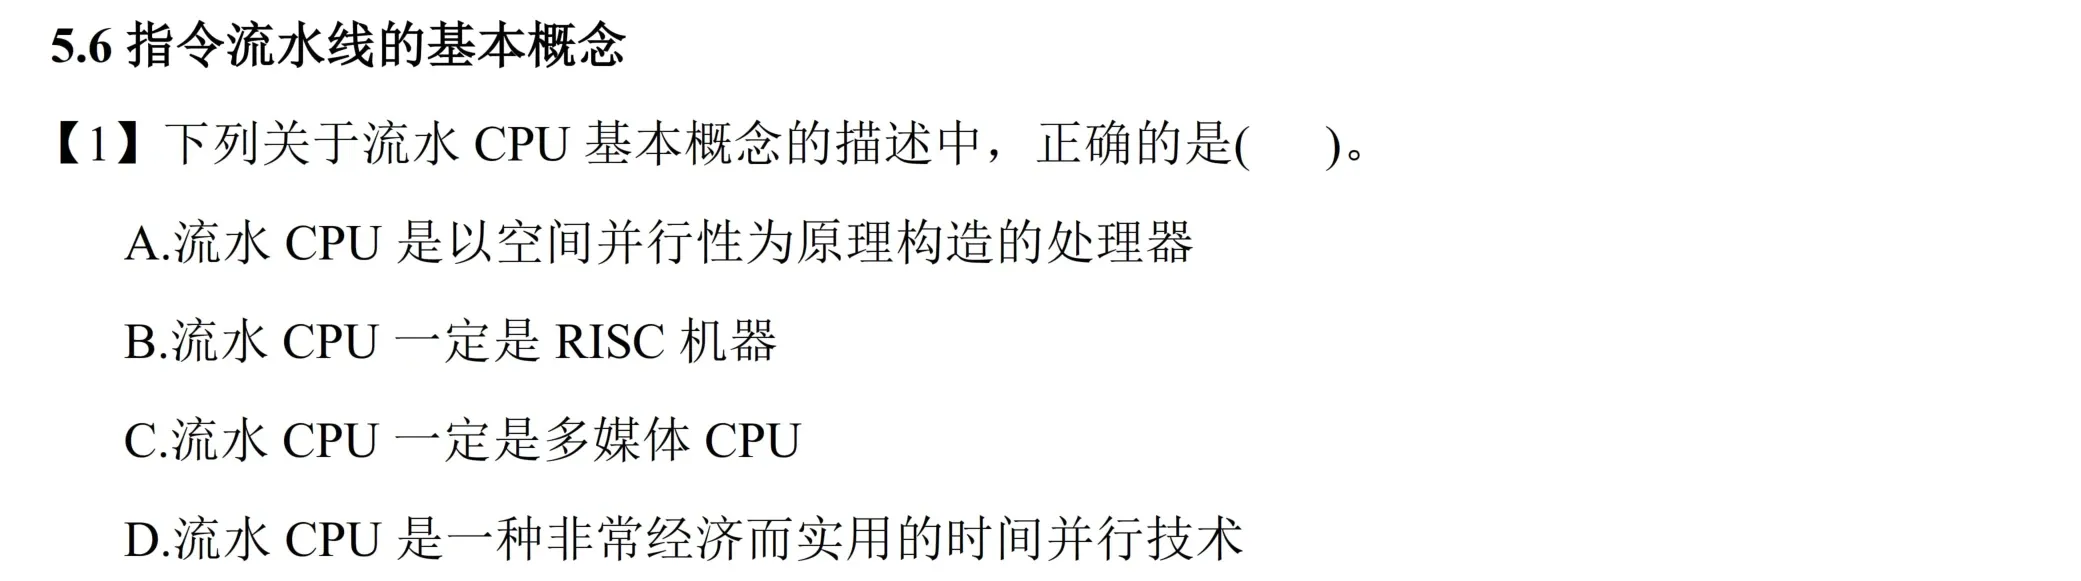 5.6 指令流水线的基本概念
【1】下列关于流水 CPU 基本概念的描述中，正确的是(    )。
A.流水 CPU 是以空间并行性为原理构造的处理器
B.流水 CPU 一定是 RISC 机器
C.流水 CPU 一定是多媒体 CPU
D.流水 CPU 是一种非常经济而实用的时间并行技术